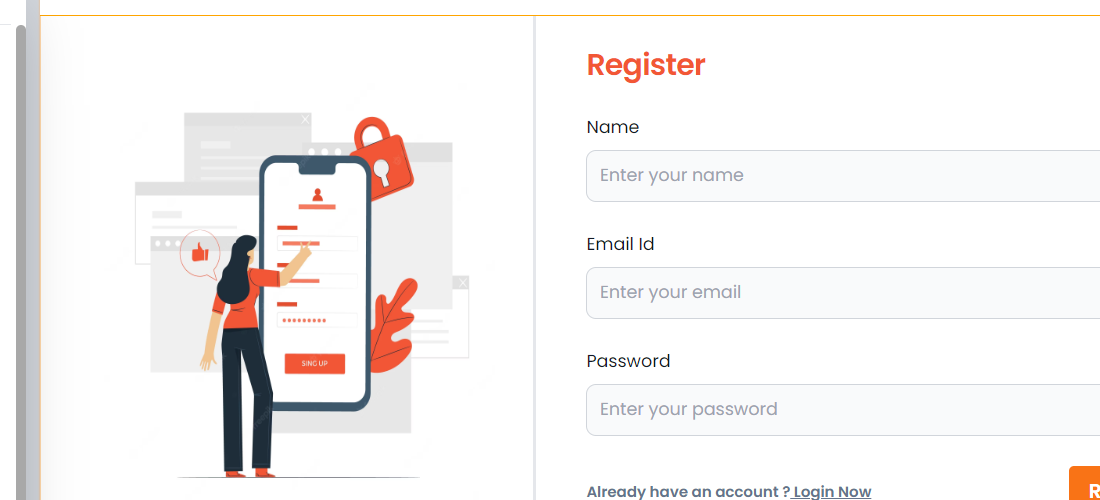 Register
Name
Enter your name
Email Id
Enter your email
Password
Enter your password
Already have an account ? Login Now
R
SING UP